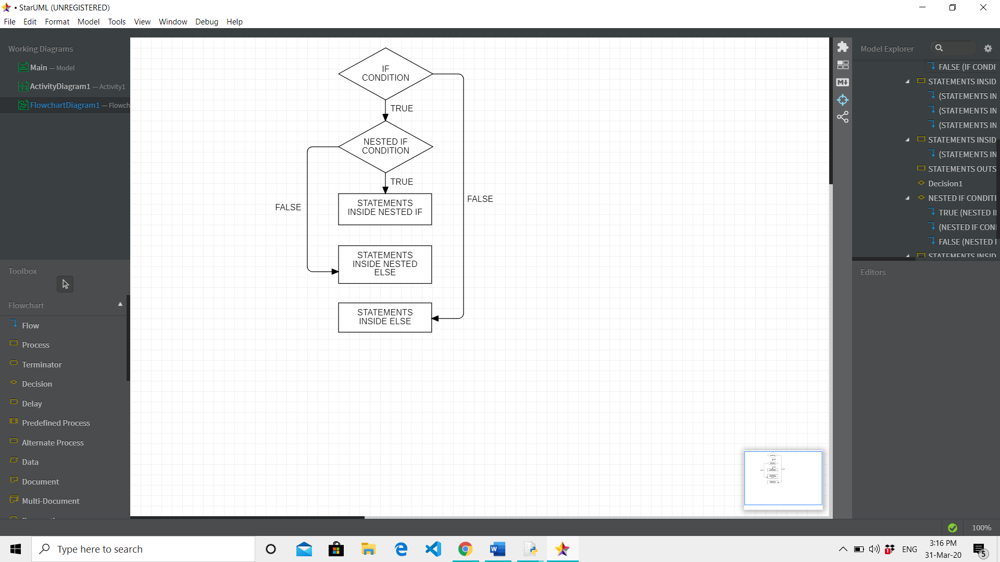 • StarUML (UNREGISTERED)
File Edit Format Model Tools View Window Debug Help
Working Diagrams
Main — Model
ActivityDiagram1 — Activity1
FlowchartDiagram1 — Flowch
Toolbox
Flowchart
Flow
Process
Terminator
Decision
Delay
Predefined Process
Alternate Process
Data
Document
Multi-Document
IF
CONDITION
TRUE
NESTED IF
CONDITION
TRUE
FALSE
FALSE
STATEMENTS
INSIDE NESTED IF
STATEMENTS
INSIDE NESTED
ELSE
STATEMENTS
INSIDE ELSE
M
Model Explorer
FALSE (IF CONDI
STATEMENTS INSID
(STATEMENTS IN
(STATEMENTS IN
(STATEMENTS IN
STATEMENTS INSID
(STATEMENTS IN
STATEMENTS OUTS
Decision1
NESTED IF CONDITI
TRUE (NESTED I
(NESTED IF CON
FALSE (NESTED I
STATEMENTS INSID
Editors
100%
Type here to search
W
1
ENG
3:16 PM
31-Mar-20
5